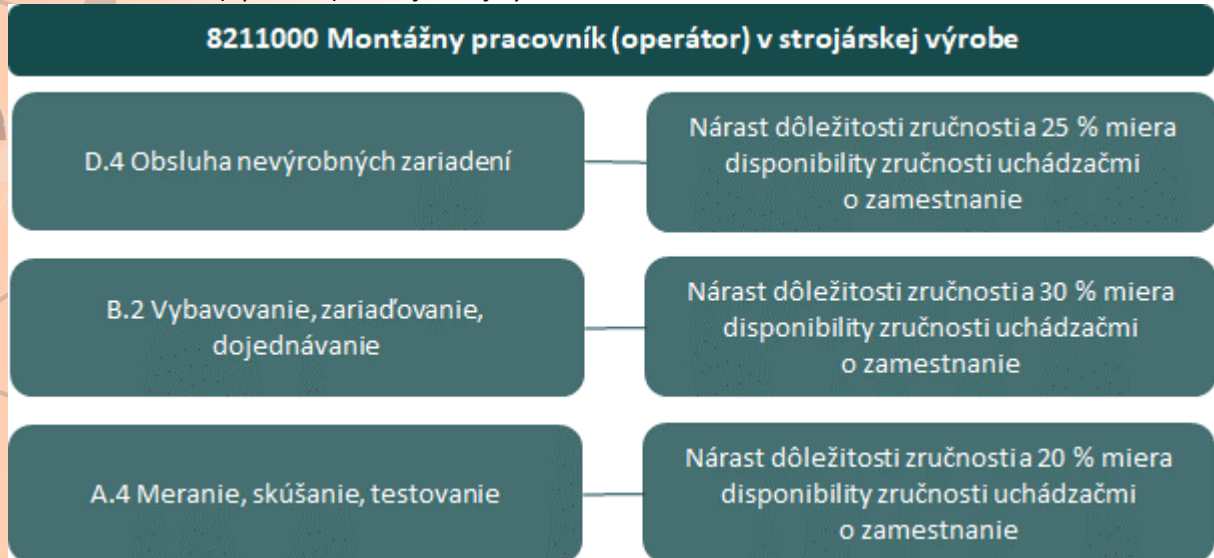 8211000 Montážny pracovník (operátor) v strojárskej výrobe
D.4 Obsluha nevýrobných zariadení
Nárast dôležitosti zručnosti a 25 % miera
disponibility zručnosti uchádzačmi
o zamestnanie
B.2 Vybavovanie, zariaďovanie,
dojednávanie
Nárast dôležitosti zručnosti a 30 % miera
disponibility zručnosti uchádzačmi
o zamestnanie
A.4 Meranie, skúšanie, testovanie
Nárast dôležitosti zručnosti a 20 % miera
disponibility zručnosti uchádzačmi
o zamestnanie